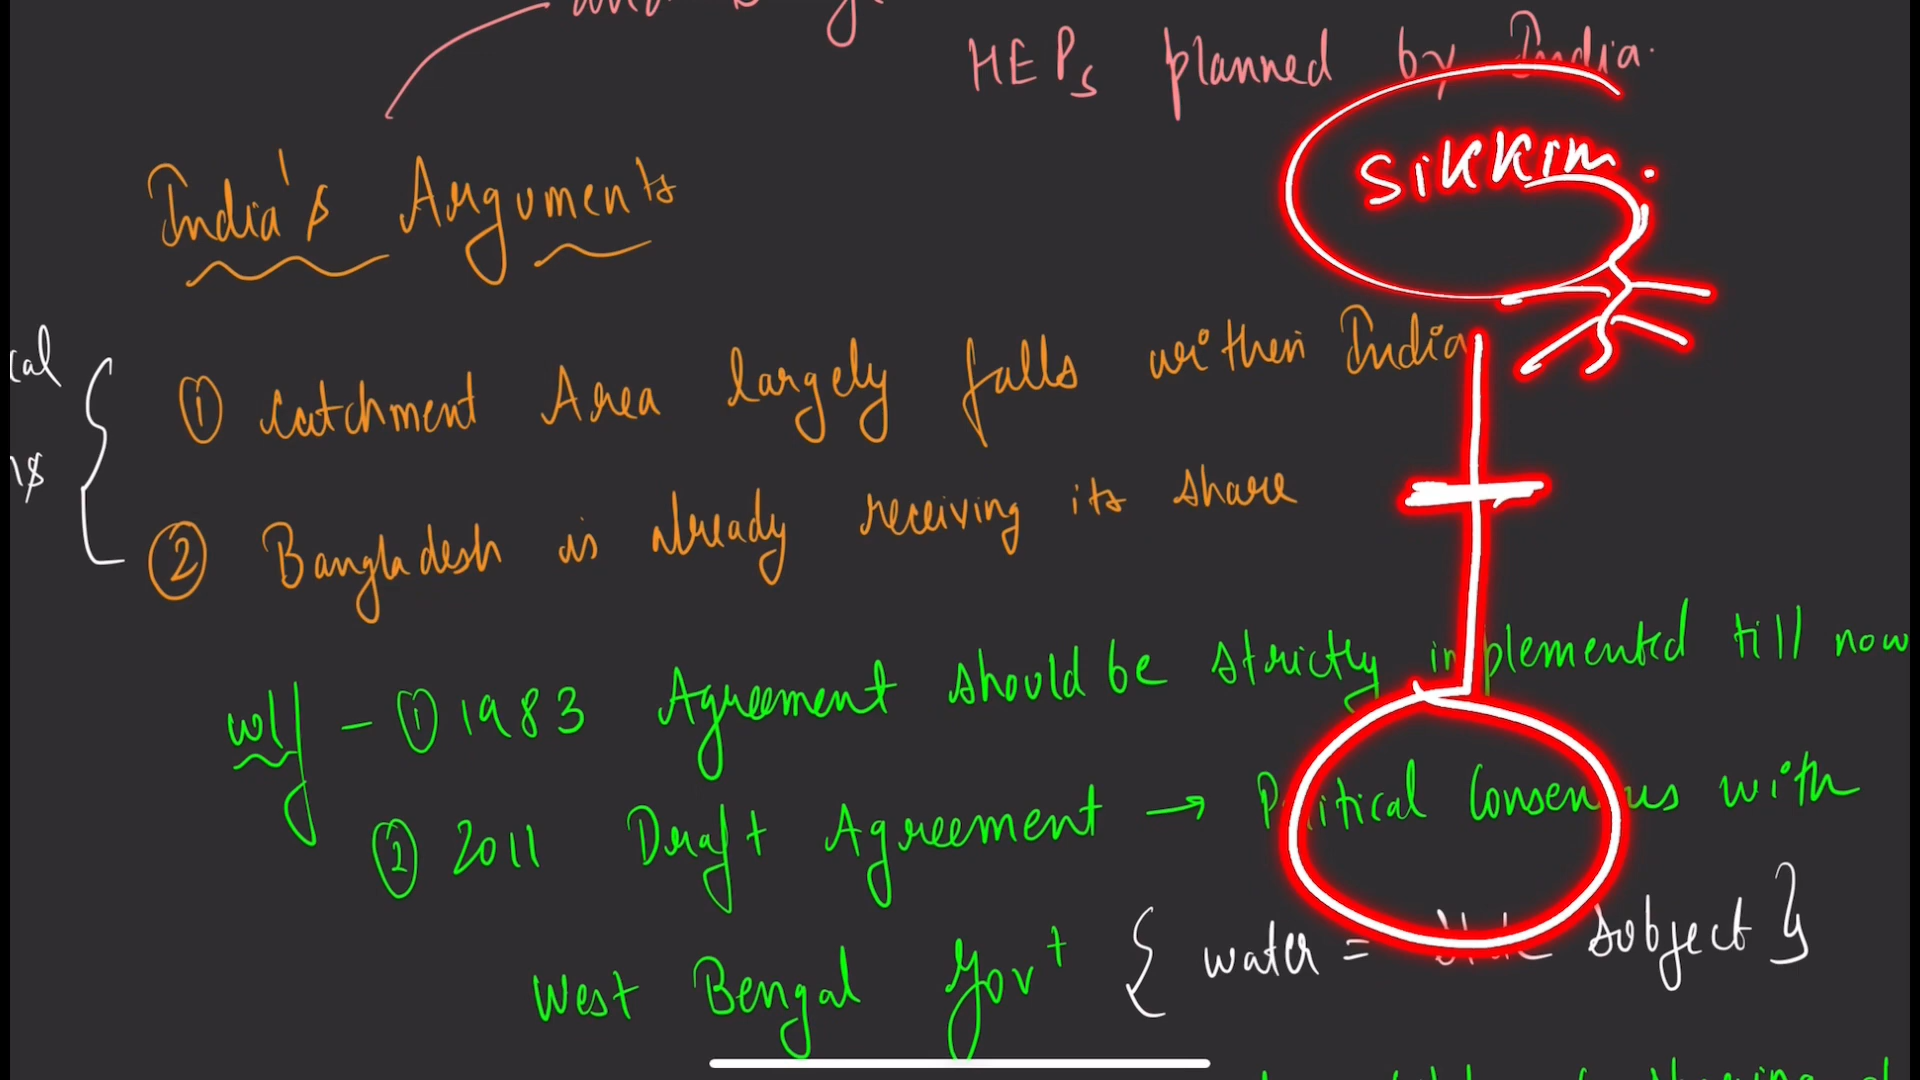 HEPs planned by India.
Sikkim.
India's Arguments
① Catchment Area largely falls within India
② Bangladesh is already receiving its share
wf - ① 1983 Agreement should be strictly implemented till now
② 2011 Draft Agreement → Political Consensus with
West Bengal Govt { water = State subject }